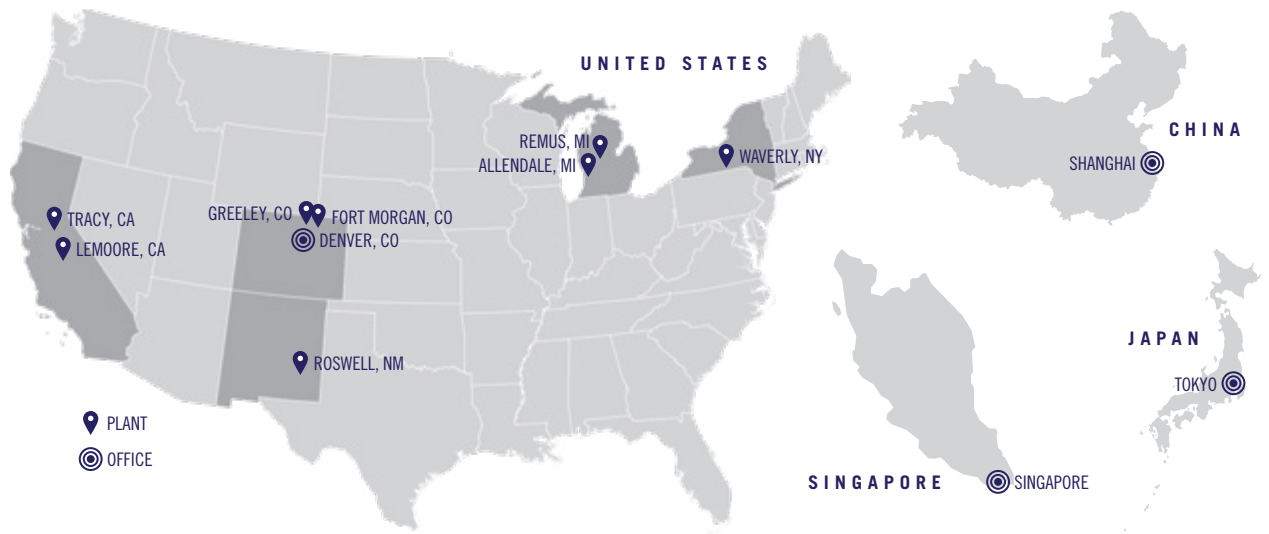 UNITED STATES
REMUS, MI
ALLENDALE, MI
WAVERLY, NY
TRACY, CA
LEMOORE, CA
GREELEY, CO
FORT MORGAN, CO
DENVER, CO
ROSWELL, NM
PLANT
OFFICE
CHINA
SHANGHAI
JAPAN
TOKYO
SINGAPORE
SINGAPORE